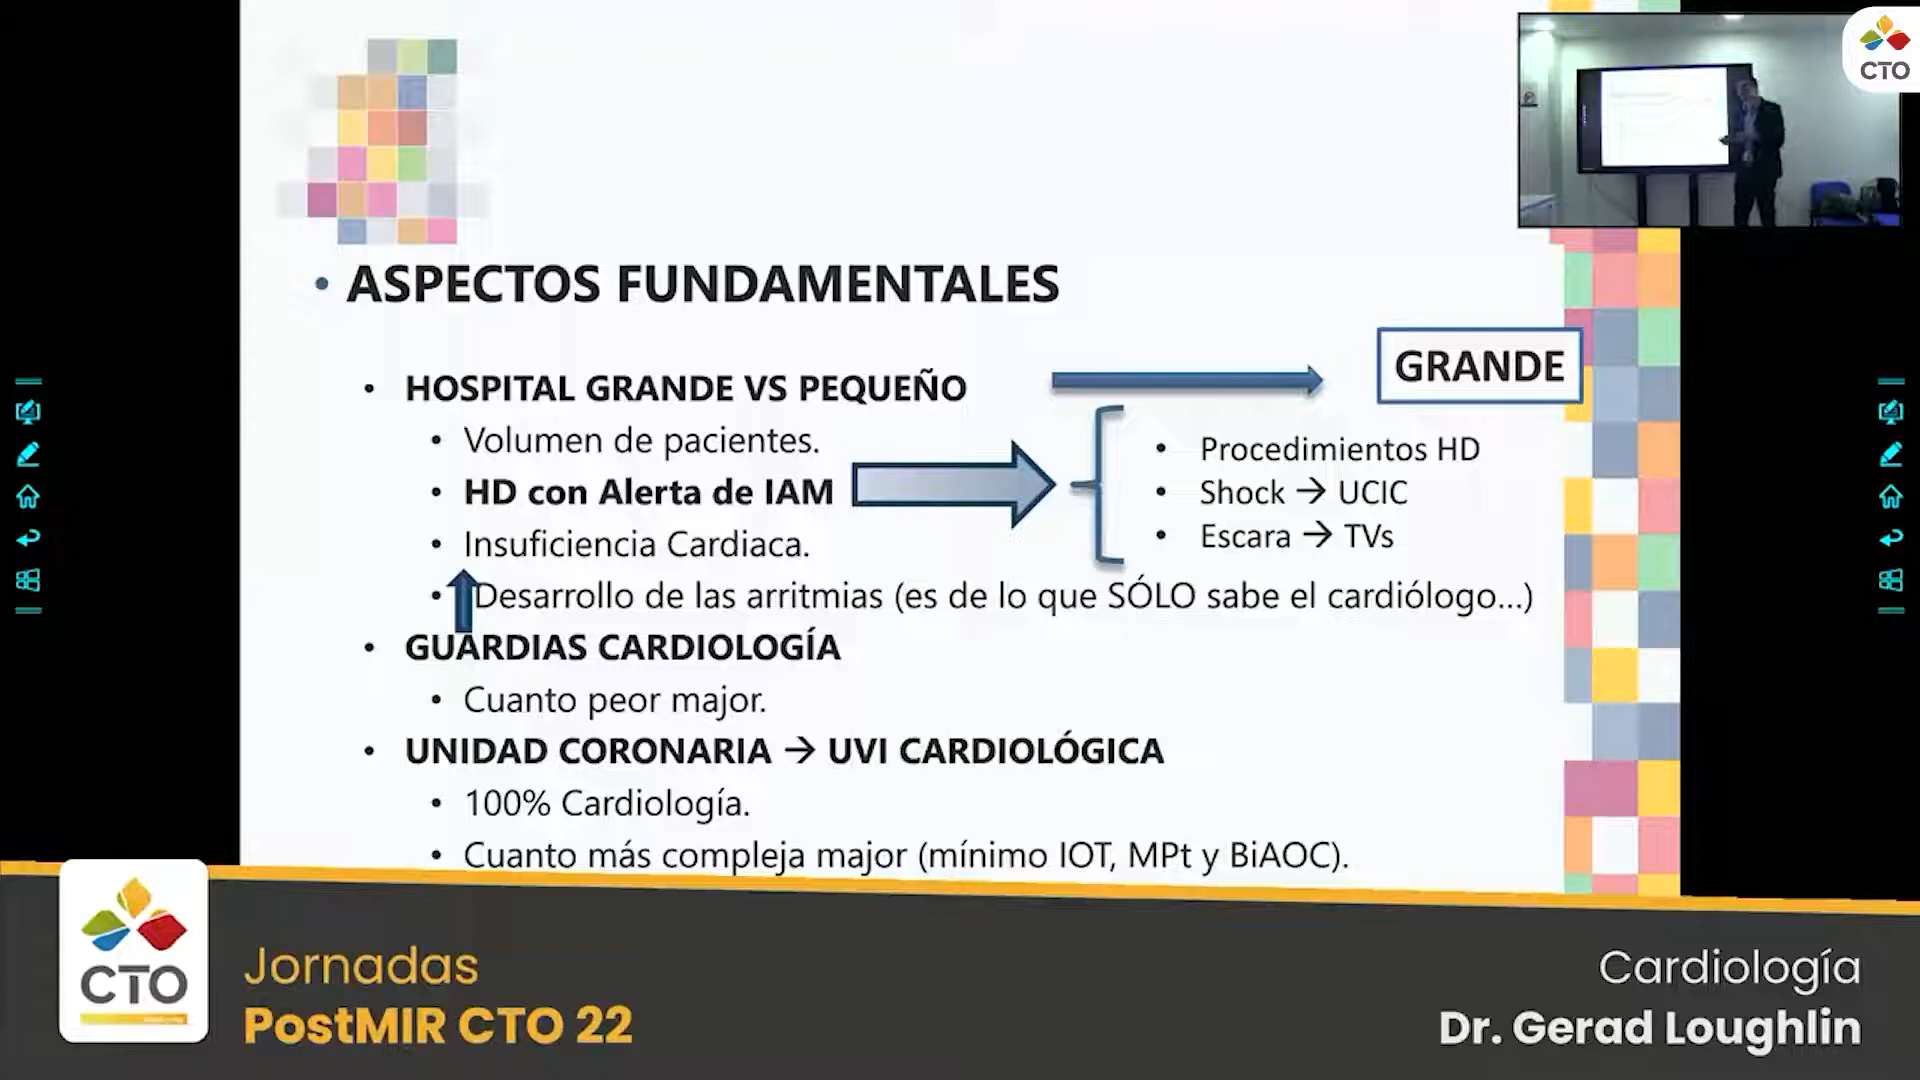 CTO
• ASPECTOS FUNDAMENTALES
• HOSPITAL GRANDE VS PEQUEÑO
GRANDE
• Volumen de pacientes.
• HD con Alerta de IAM
• Procedimientos HD
• Shock → UCIC
• Escara → TVs
• Insuficiencia Cardiaca.
• Desarrollo de las arritmias (es de lo que SÓLO sabe el cardiólogo...)
• GUARDIAS CARDIOLOGÍA
• Cuanto peor major.
• UNIDAD CORONARIA → UVI CARDIOLÓGICA
• 100% Cardiología.
• Cuanto más compleja major (mínimo IOT, MPt y BiAOC).
CTO
Jornadas
PostMIR CTO 22
Cardiología
Dr. Gerad Loughlin